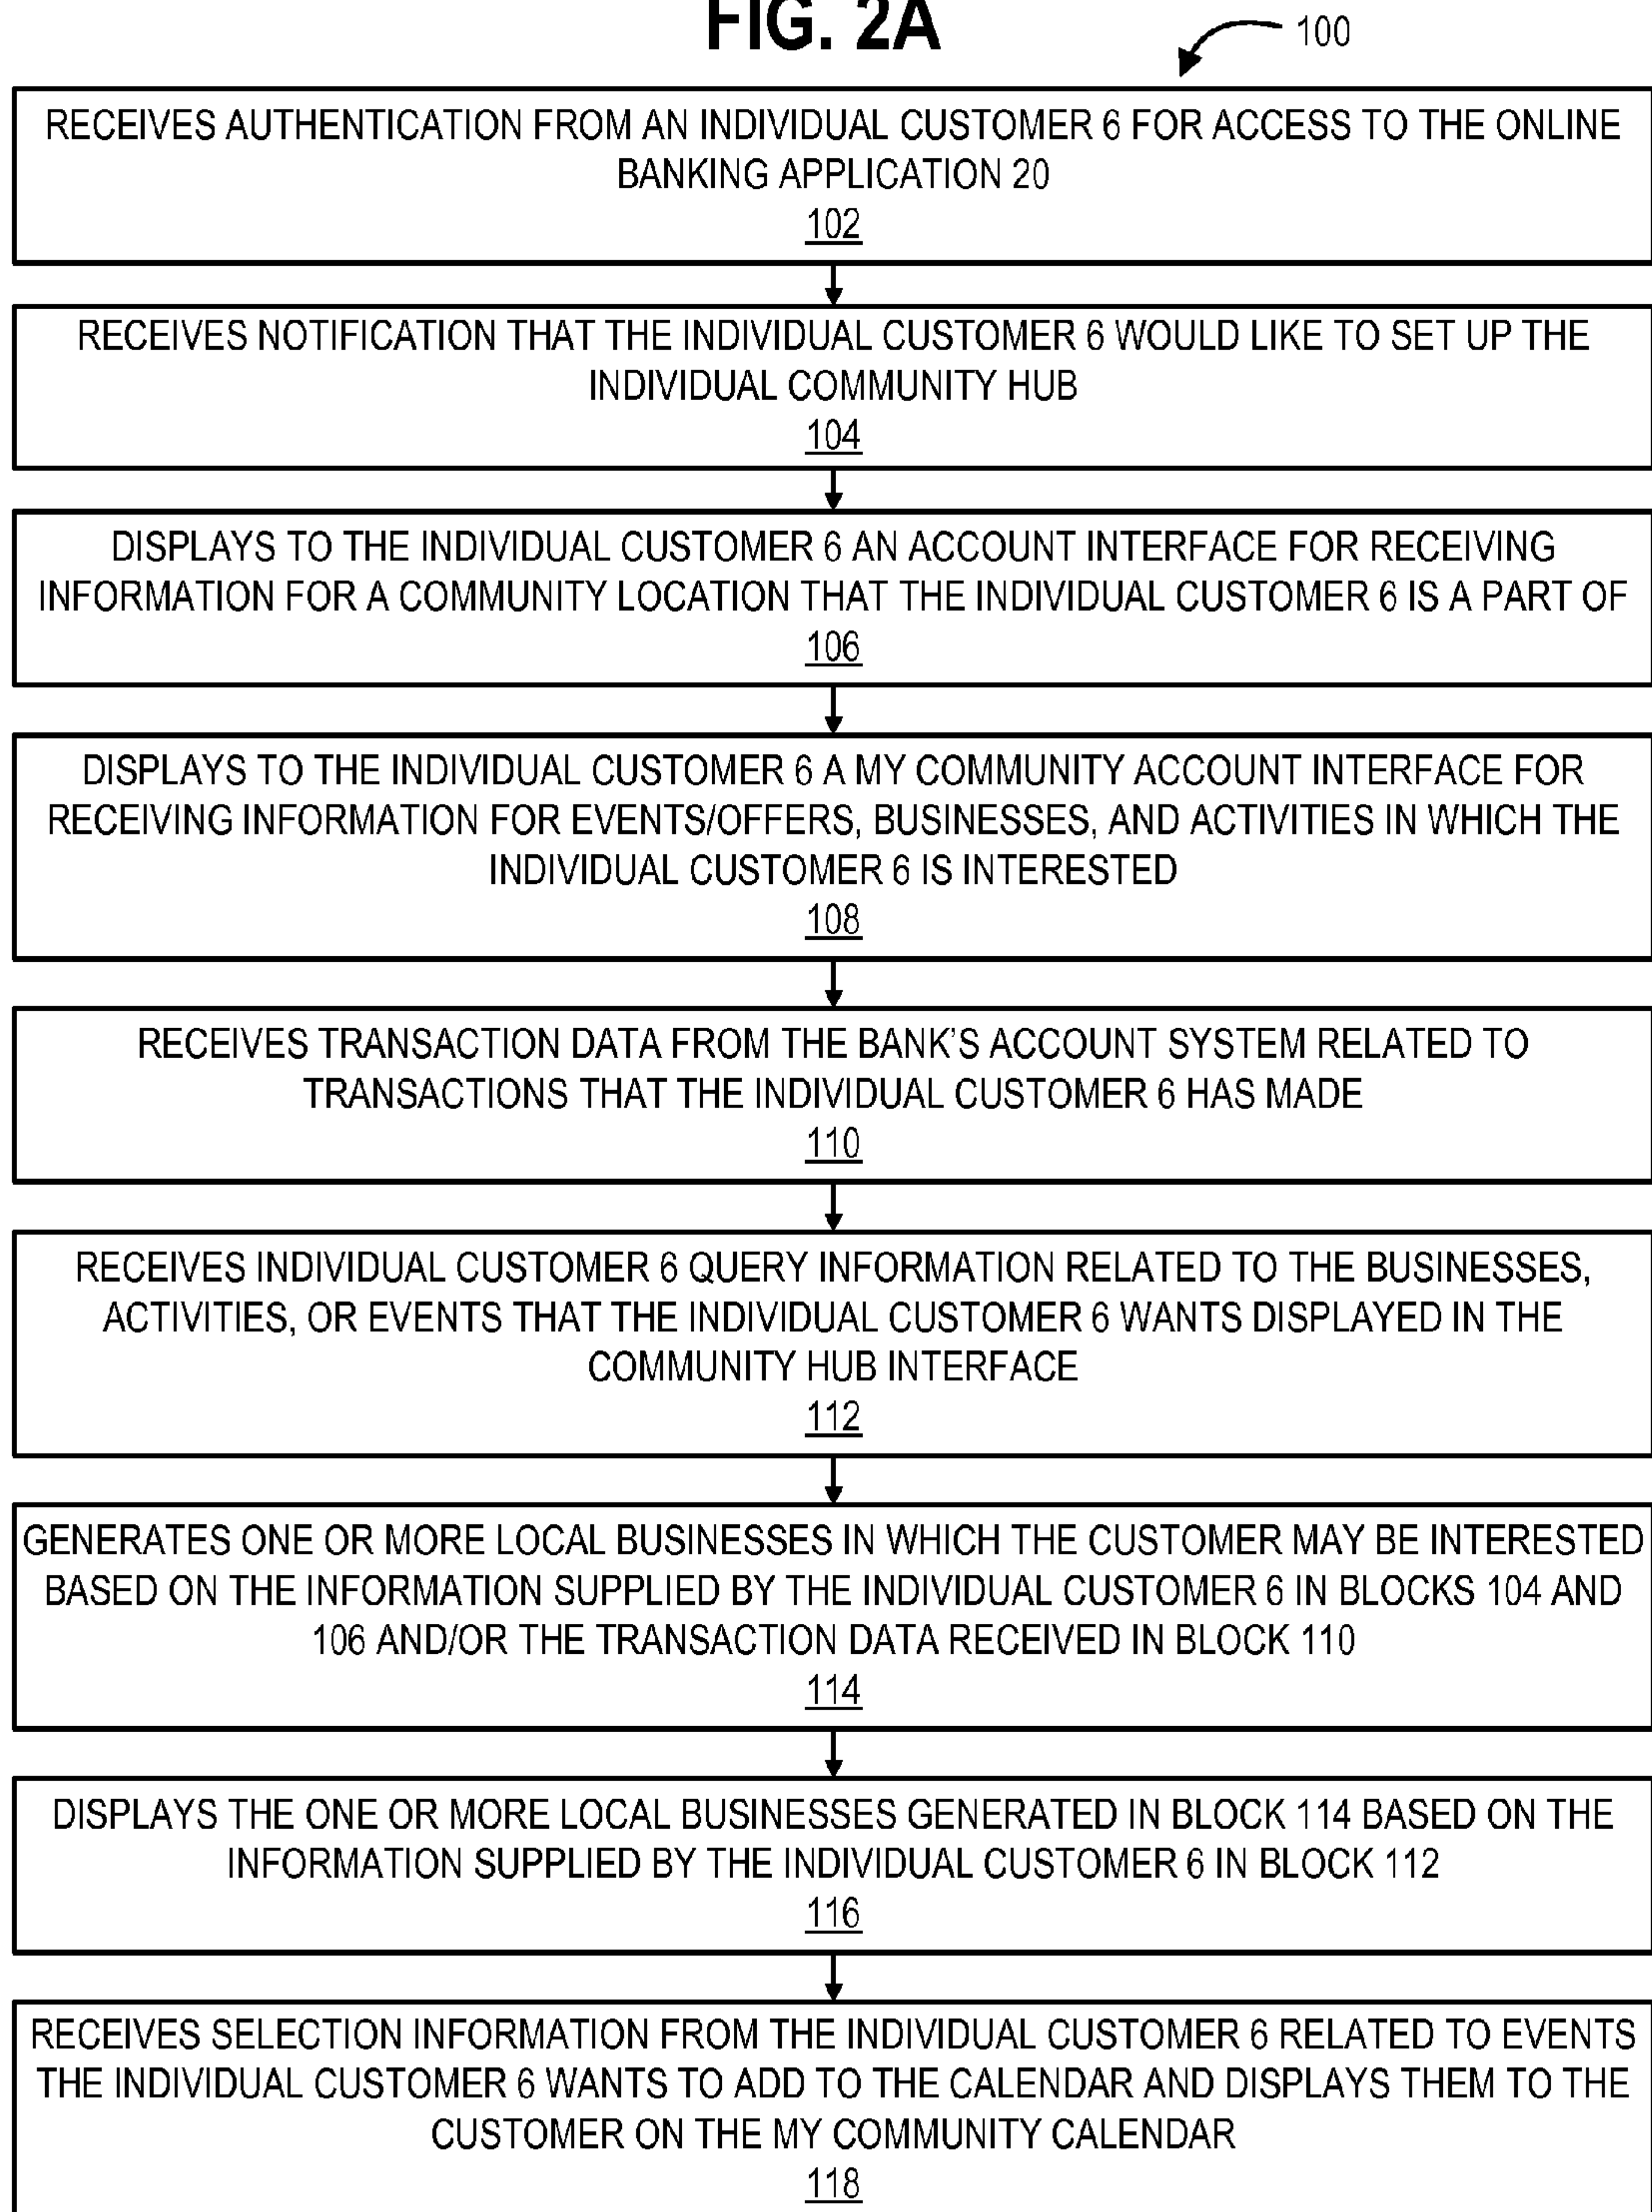 FIG. 2A
100
RECEIVES AUTHENTICATION FROM AN INDIVIDUAL CUSTOMER 6 FOR ACCESS TO THE ONLINE
BANKING APPLICATION 20
102
RECEIVES NOTIFICATION THAT THE INDIVIDUAL CUSTOMER 6 WOULD LIKE TO SET UP THE
INDIVIDUAL COMMUNITY HUB
104
DISPLAYS TO THE INDIVIDUAL CUSTOMER 6 AN ACCOUNT INTERFACE FOR RECEIVING
INFORMATION FOR A COMMUNITY LOCATION THAT THE INDIVIDUAL CUSTOMER 6 IS A PART OF
106
DISPLAYS TO THE INDIVIDUAL CUSTOMER 6 A MY COMMUNITY ACCOUNT INTERFACE FOR
RECEIVING INFORMATION FOR EVENTS/OFFERS, BUSINESSES, AND ACTIVITIES IN WHICH THE
INDIVIDUAL CUSTOMER 6 IS INTERESTED
108
RECEIVES TRANSACTION DATA FROM THE BANK'S ACCOUNT SYSTEM RELATED TO
TRANSACTIONS THAT THE INDIVIDUAL CUSTOMER 6 HAS MADE
110
RECEIVES INDIVIDUAL CUSTOMER 6 QUERY INFORMATION RELATED TO THE BUSINESSES,
ACTIVITIES, OR EVENTS THAT THE INDIVIDUAL CUSTOMER 6 WANTS DISPLAYED IN THE
COMMUNITY HUB INTERFACE
112
GENERATES ONE OR MORE LOCAL BUSINESSES IN WHICH THE CUSTOMER MAY BE INTERESTED
BASED ON THE INFORMATION SUPPLIED BY THE INDIVIDUAL CUSTOMER 6 IN BLOCKS 104 AND
106 AND/OR THE TRANSACTION DATA RECEIVED IN BLOCK 110
114
DISPLAYS THE ONE OR MORE LOCAL BUSINESSES GENERATED IN BLOCK 114 BASED ON THE
INFORMATION SUPPLIED BY THE INDIVIDUAL CUSTOMER 6 IN BLOCK 112
116
RECEIVES SELECTION INFORMATION FROM THE INDIVIDUAL CUSTOMER 6 RELATED TO EVENTS
THE INDIVIDUAL CUSTOMER 6 WANTS TO ADD TO THE CALENDAR AND DISPLAYS THEM TO THE
CUSTOMER ON THE MY COMMUNITY CALENDAR
118